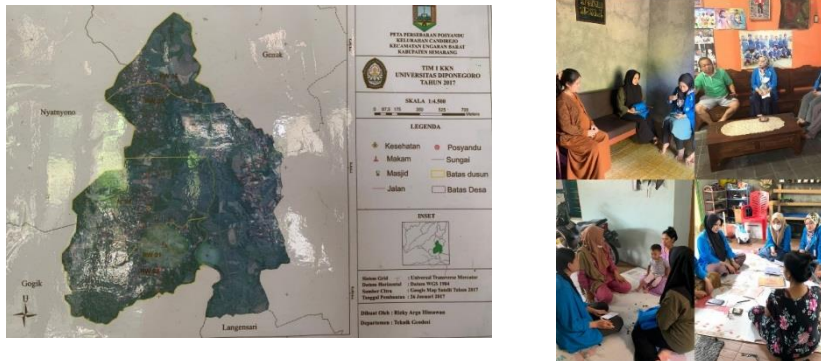 PETA PERSEBARAN POSYANDU
KELURAHAN CANDIREJO
KECAMATAN UNGARAN BARAT
KABUPATEN SEMARANG
TIM I KKN
UNIVERSITAS DIPONEGORO
TAHUN 2017
SKALA 1:4.500
Meters
LEGENDA
Kesehatan
Posyandu
Makam
Sungai
Masjid
Batas dusun
Jalan
Batas Desa
INSET
Sistem Grid : Universal Transverse Mercator
Datum Horizontal : Datum WGS 1984
Sumber Citra : Google Map Satelit Tahun 2017
Tanggal Pembuatan : 26 Januari 2017
Dibuat Oleh : Rizky Arga Himawan
Departemen : Teknik Geodesi
Genuk
Nyatnyono
Gogik
U
Langensari